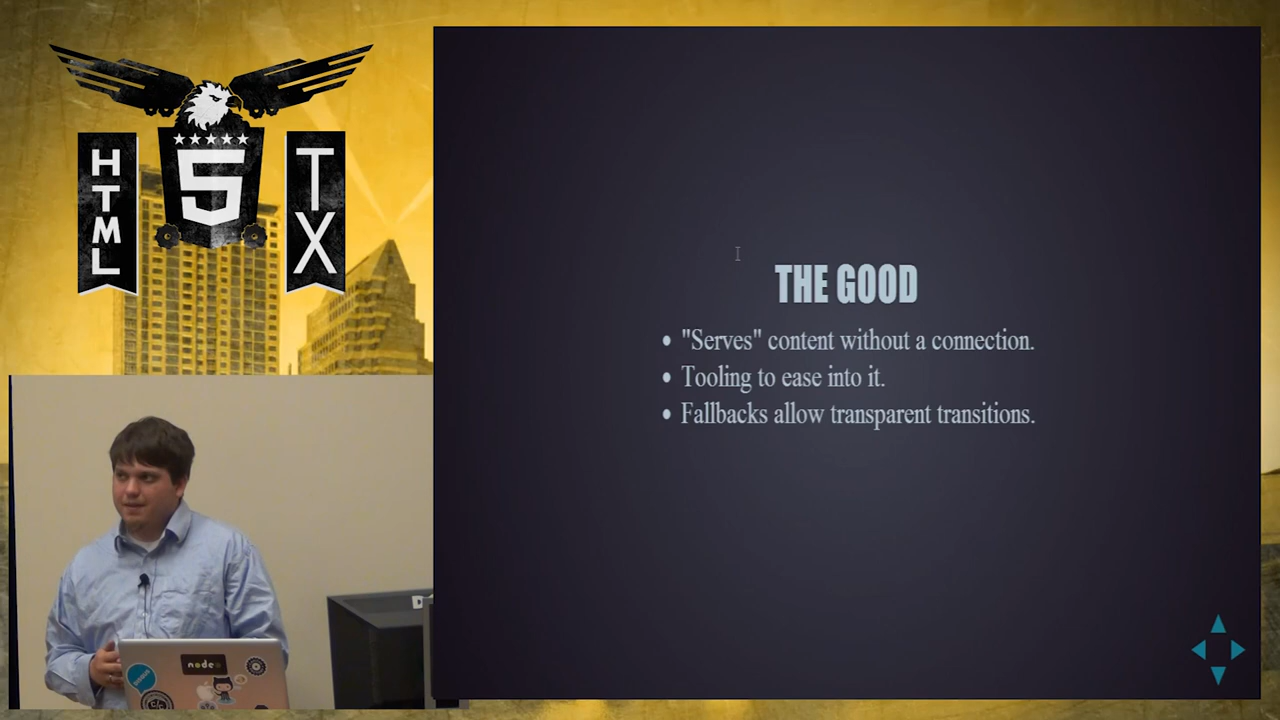 HTML
5
TX
THE GOOD
• "Serves" content without a connection.
• Tooling to ease into it.
• Fallbacks allow transparent transitions.
node